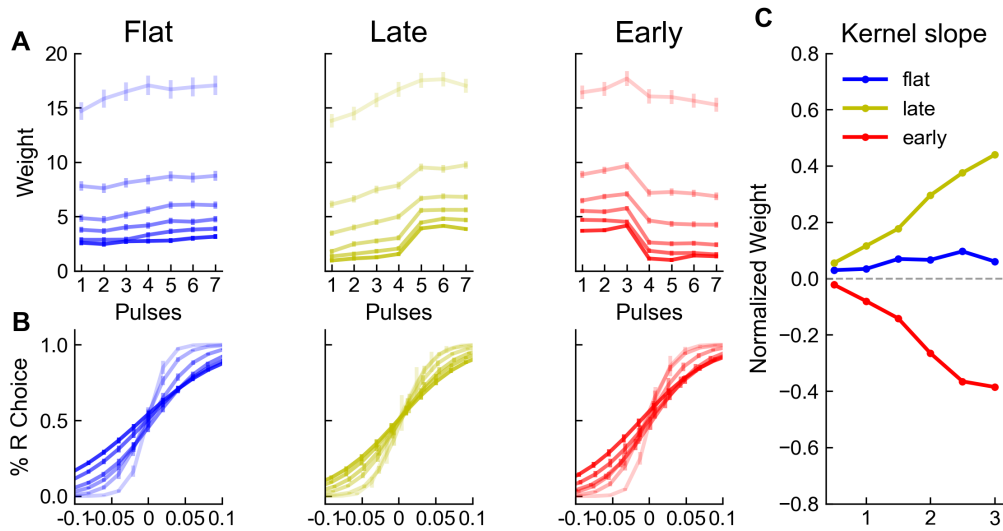 A
Flat
Late
Early
C
Kernel slope
Weight
20
15
10
5
0
1 2 3 4 5 6 7
1 2 3 4 5 6 7
1 2 3 4 5 6 7
Pulses
Pulses
Pulses
B
% R Choice
1.0
0.5
0.0
-0.1 -0.05 0 0.05 0.1
-0.1 -0.05 0 0.05 0.1
-0.1 -0.05 0 0.05 0.1
Normalized Weight
0.8
0.6
0.4
0.2
0.0
−0.2
−0.4
−0.6
−0.8
flat
late
early
1 2 3